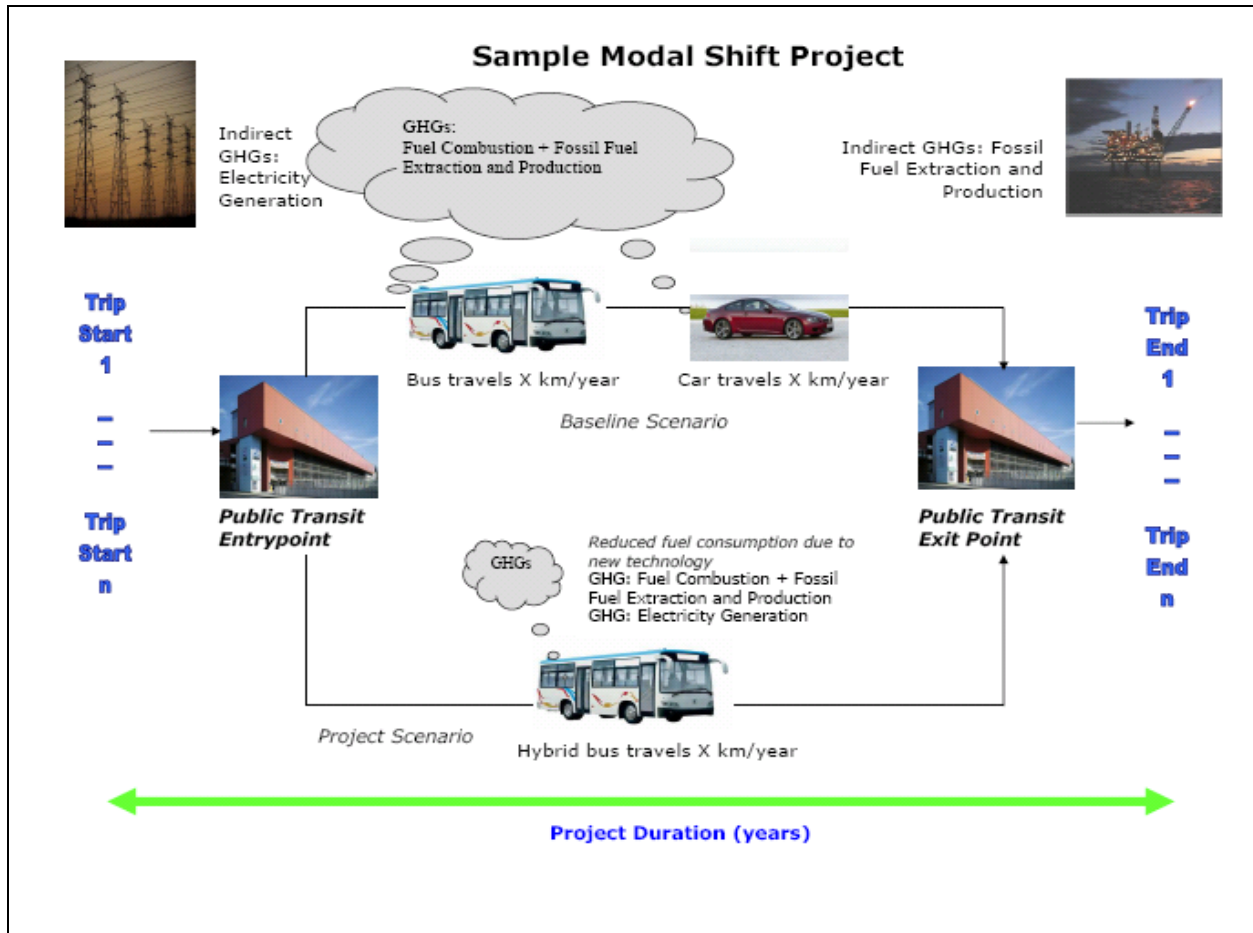 Sample Modal Shift Project
Indirect
GHGs:
Electricity
Generation
GHGs:
Fuel Combustion + Fossil Fuel
Extraction and Production
Indirect GHGs: Fossil
Fuel Extraction and
Production
Trip
Start
1
–
–
–
Trip
Start
n
Bus travels X km/year
Car travels X km/year
Baseline Scenario
Trip
End
1
–
–
–
Trip
End
n
Public Transit
Entrypoint
Public Transit
Exit Point
GHGs
Reduced fuel consumption due to
new technology
GHG: Fuel Combustion + Fossil
Fuel Extraction and Production
GHG: Electricity Generation
Project Scenario
Hybrid bus travels X km/year
Project Duration (years)